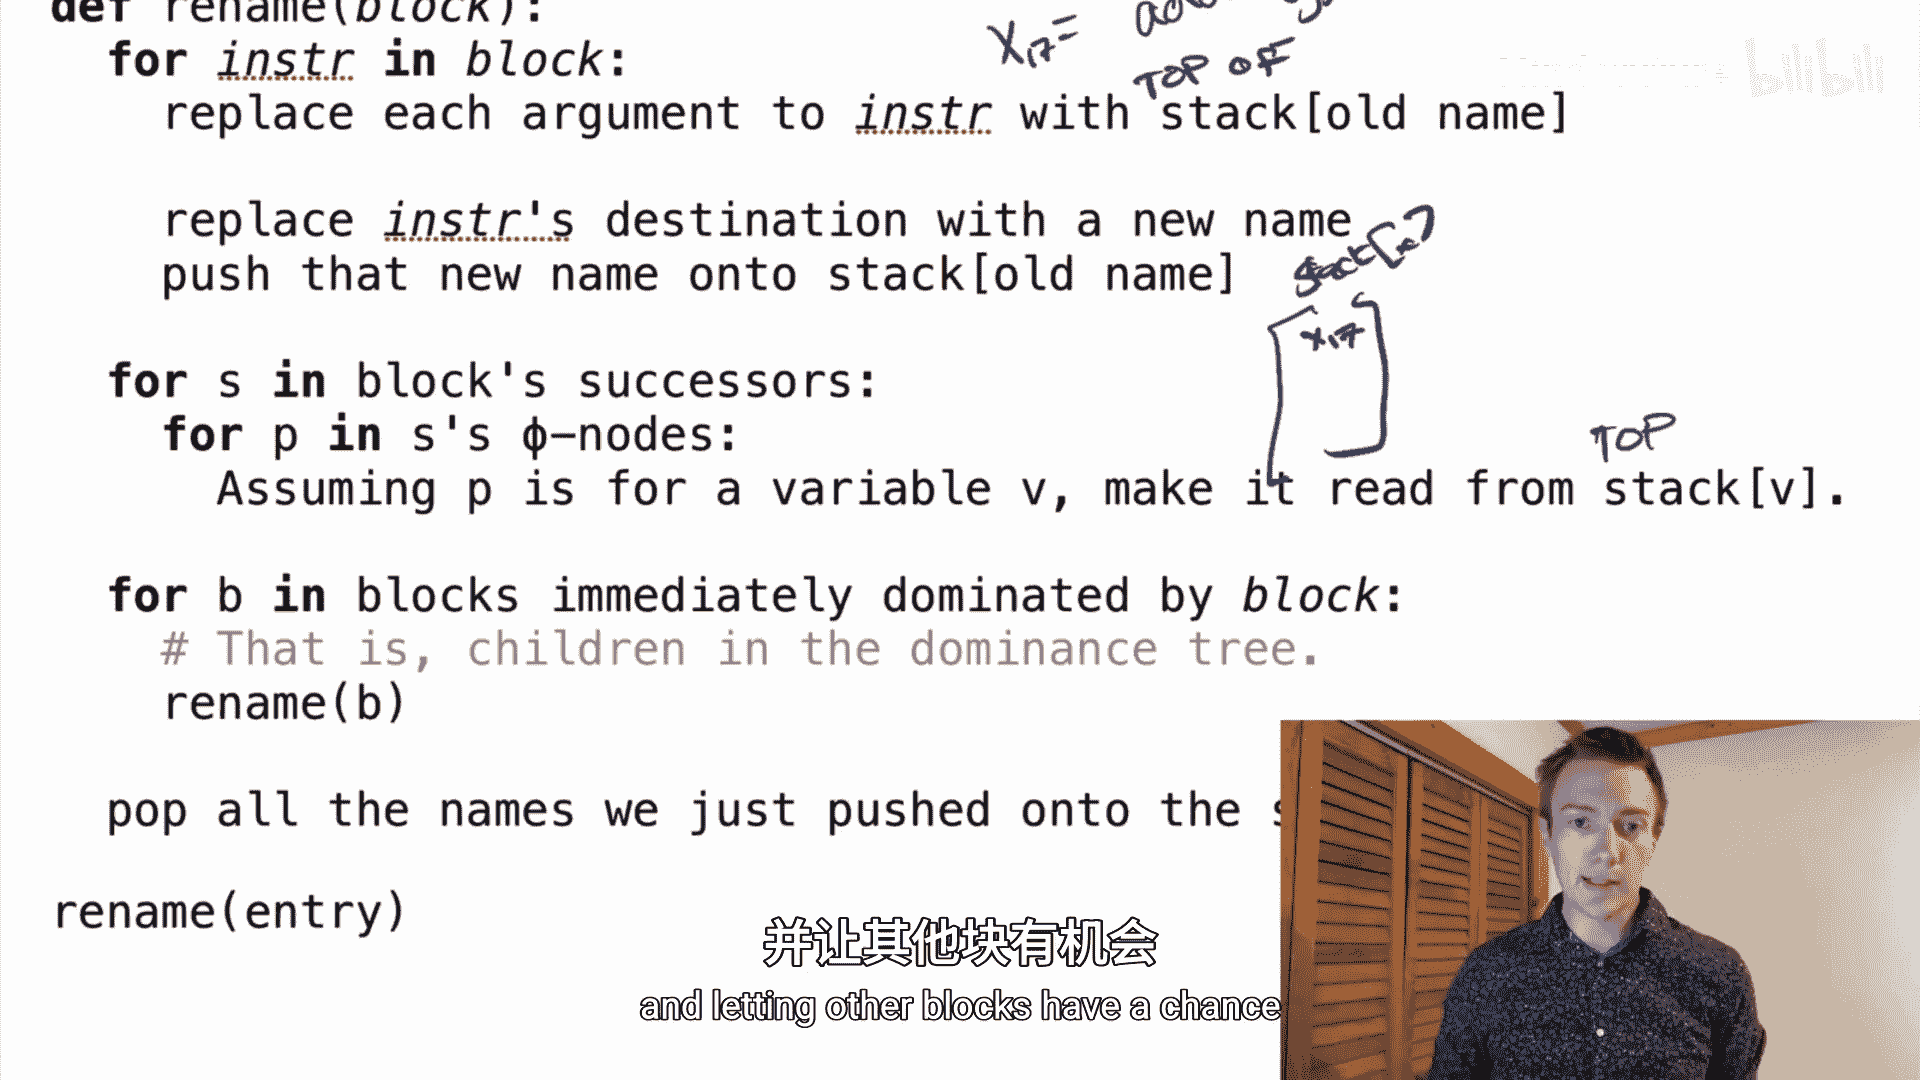 def rename(block):
x17 =
TOP OF
for instr in block:
replace each argument to instr with stack[old name]
replace instr's destination with a new name
push that new name onto stack[old name]
stack[x]
x17
for s in block's successors:
for p in s's ϕ-nodes:
TOP
Assuming p is for a variable v, make it read from stack[v].
for b in blocks immediately dominated by block:
# That is, children in the dominance tree.
rename(b)
pop all the names we just pushed onto the
rename(entry)
并让其他块有机会
and letting other blocks have a chance
bilibili